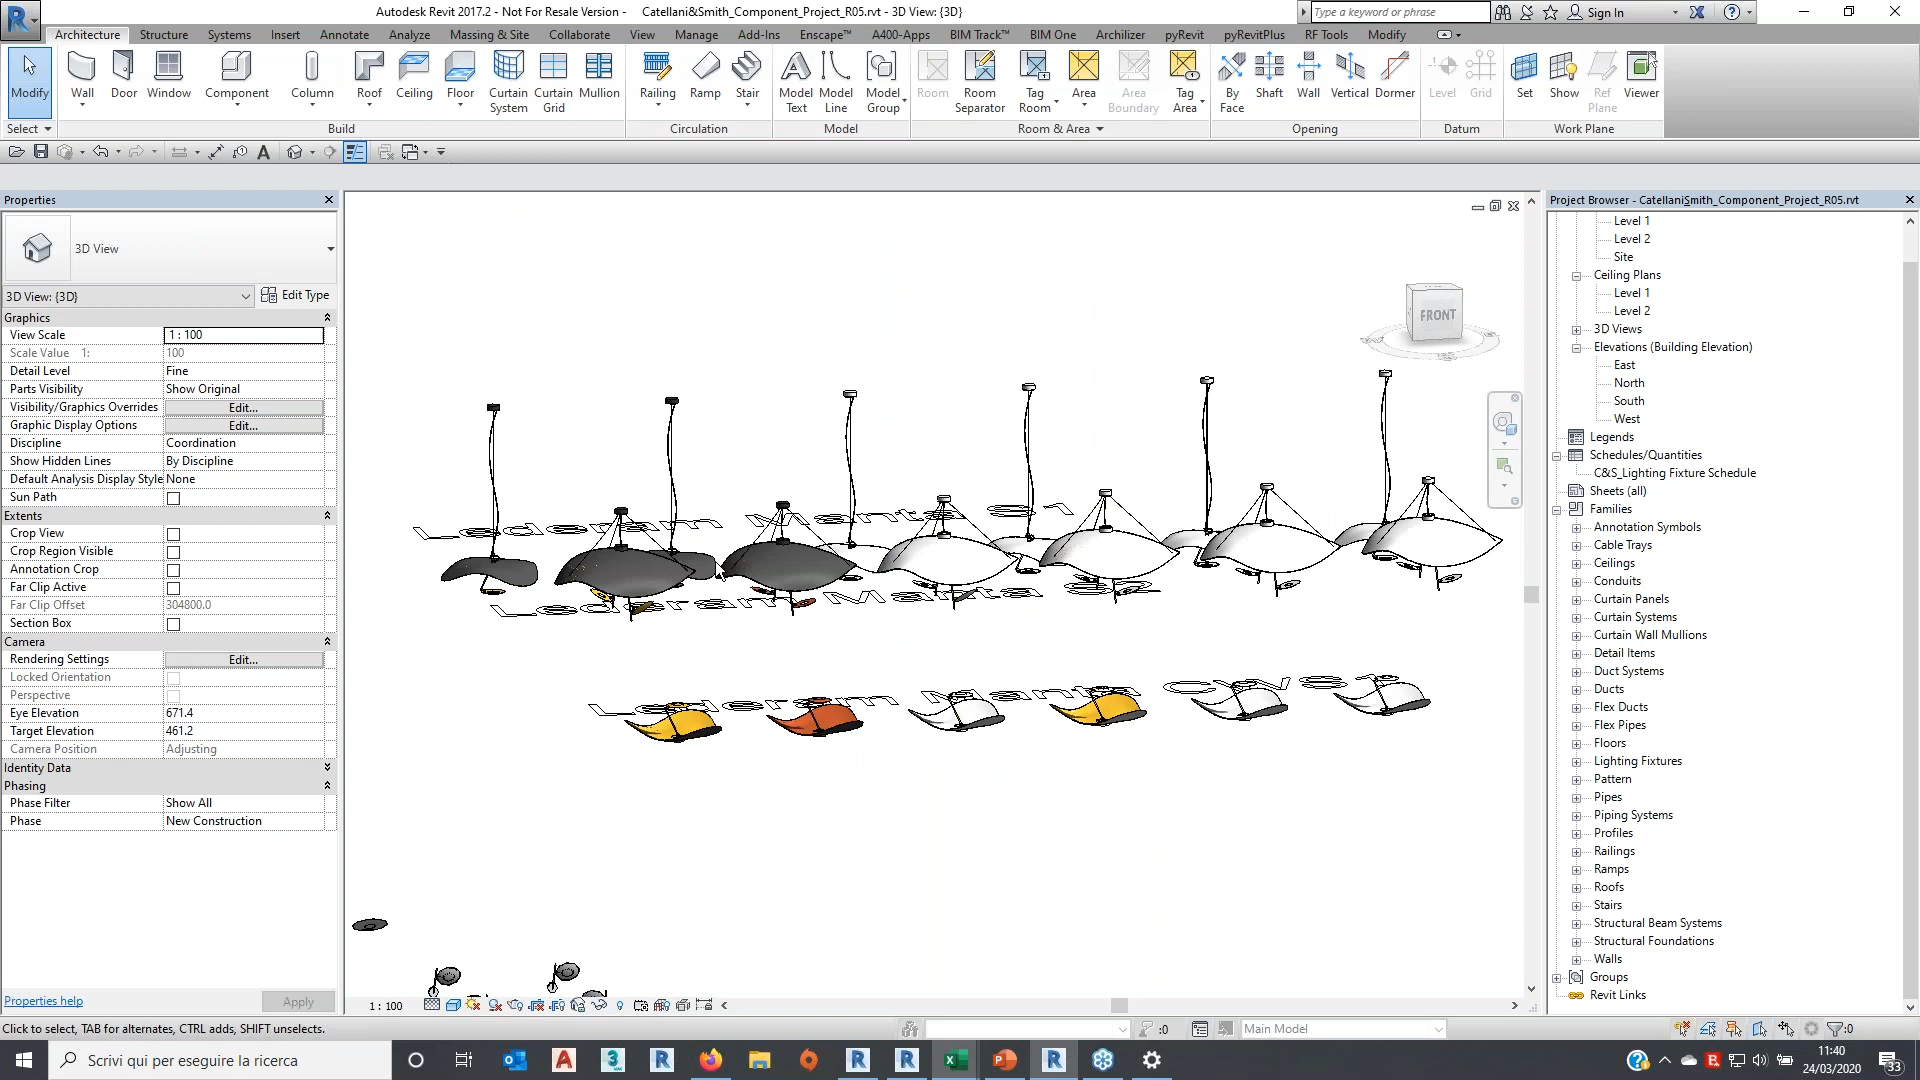 Autodesk Revit 2017.2 - Not For Resale Version - Catellani&Smith_Component_Project_R05.rvt - 3D View: {3D}
Type a keyword or phrase
Sign In
Architecture Structure Systems Insert Annotate Analyze Massing & Site Collaborate View Manage Add-Ins Enscape™ A400-Apps BIM Track™ BIM One Archilizer pyRevit pyRevitPlus RF Tools Modify
Modify Wall Door Window Component Column Roof Ceiling Floor Curtain System Curtain Grid Mullion Railing Ramp Stair Model Text Model Line Model Group Room Room Separator Tag Room Area Area Boundary Tag Area By Face Shaft Wall Vertical Dormer Level Grid Set Show Ref Plane Viewer
Select Build Circulation Model Room & Area Opening Datum Work Plane
Properties
3D View
3D View: {3D} Edit Type
Graphics
View Scale 1 : 100
Scale Value 1: 100
Detail Level Fine
Parts Visibility Show Original
Visibility/Graphics Overrides Edit...
Graphic Display Options Edit...
Discipline Coordination
Show Hidden Lines By Discipline
Default Analysis Display Style None
Sun Path
Extents
Crop View
Crop Region Visible
Annotation Crop
Far Clip Active
Far Clip Offset 304800.0
Section Box
Camera
Rendering Settings Edit...
Locked Orientation
Perspective
Eye Elevation 671.4
Target Elevation 461.2
Camera Position Adjusting
Identity Data
Phasing
Phase Filter Show All
Phase New Construction
Properties help Apply
FRONT
Lederam Manta S1
Lederam Manta S2
Lederam Manta CWS1
1 : 100
Project Browser - Catellani&Smith_Component_Project_R05.rvt
Level 1
Level 2
Site
Ceiling Plans
Level 1
Level 2
3D Views
Elevations (Building Elevation)
East
North
South
West
Legends
Schedules/Quantities
C&S_Lighting Fixture Schedule
Sheets (all)
Families
Annotation Symbols
Cable Trays
Ceilings
Conduits
Curtain Panels
Curtain Systems
Curtain Wall Mullions
Detail Items
Duct Systems
Ducts
Flex Ducts
Flex Pipes
Floors
Lighting Fixtures
Pattern
Pipes
Piping Systems
Profiles
Railings
Ramps
Roofs
Stairs
Structural Beam Systems
Structural Foundations
Walls
Groups
Revit Links
Click to select, TAB for alternates, CTRL adds, SHIFT unselects.
:0
Main Model
:0
Scrivi qui per eseguire la ricerca
11:40
24/03/2020
33